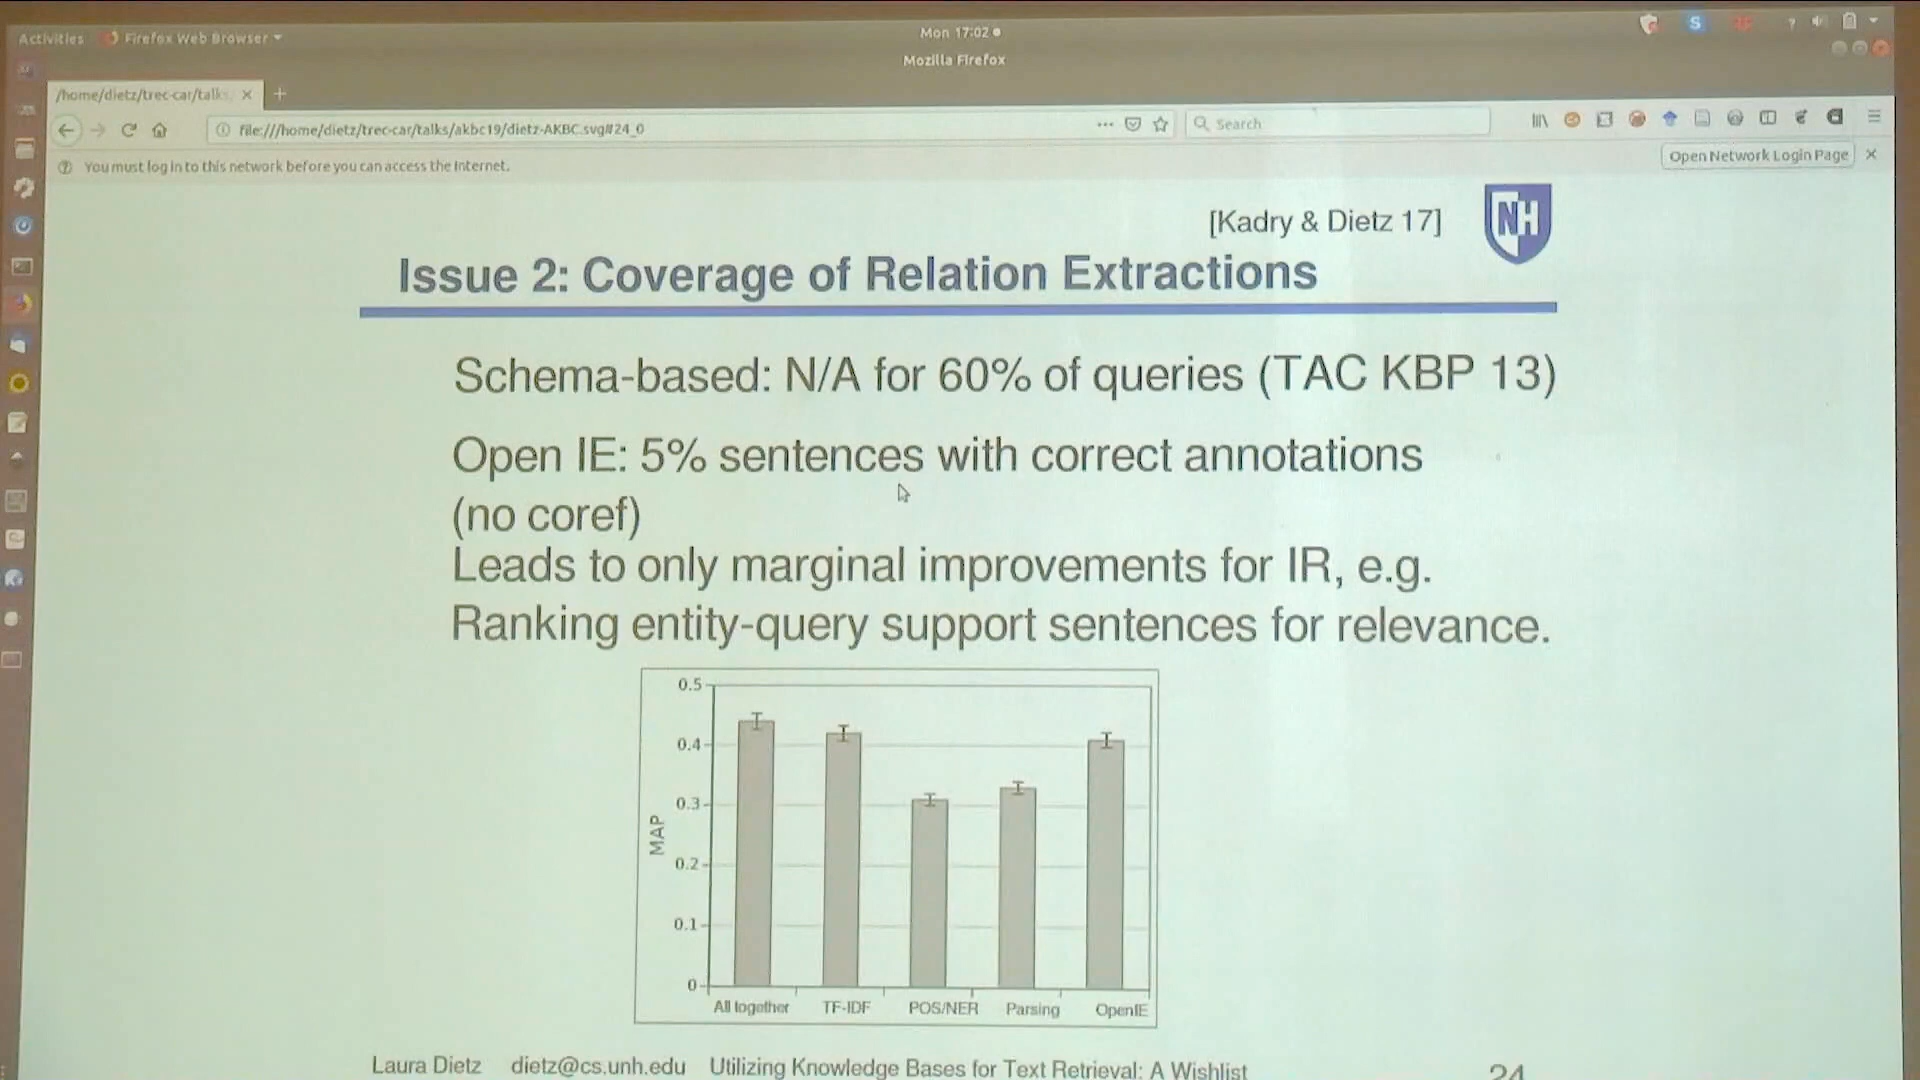 Activities Firefox Web Browser
Mon 17:02
Mozilla Firefox
/home/dietz/trec-car/talks
file:///home/dietz/trec-car/talks/akbc19/dietz-AKBC.svg#24_0
Search
You must log in to this network before you can access the Internet.
Open Network Login Page
[Kadry & Dietz 17]
NH
Issue 2: Coverage of Relation Extractions
Schema-based: N/A for 60% of queries (TAC KBP 13)
Open IE: 5% sentences with correct annotations
(no coref)
Leads to only marginal improvements for IR, e.g.
Ranking entity-query support sentences for relevance.
0.5
0.4
0.3
0.2
0.1
0
MAP
All together TF-IDF POS/NER Parsing OpenIE
Laura Dietz dietz@cs.unh.edu Utilizing Knowledge Bases for Text Retrieval: A Wishlist
24